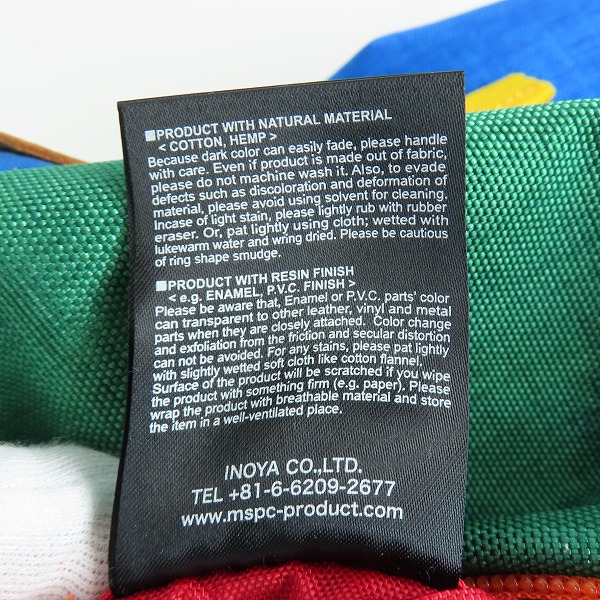 ■PRODUCT WITH NATURAL MATERIAL
< COTTON, HEMP >
Because dark color can easily fade, please handle
with care. Even if product is made out of fabric,
please do not machine wash it. Also, to evade
defects such as discoloration and deformation of
material, please avoid using solvent for cleaning.
Incase of light stain, please lightly rub with rubber
eraser. Or, pat lightly using cloth; wetted with
lukewarm water and wring dried. Please be cautious
of ring shape smudge.
■PRODUCT WITH RESIN FINISH
< e.g. ENAMEL, P.V.C. FINISH >
Please be aware that, Enamel or P.V.C. parts' color
can transparent to other leather, vinyl and metal
parts when they are closely attached. Color change
and exfoliation from the friction and secular distortion
can not be avoided. For any stains, please pat lightly
with slightly wetted soft cloth like cotton flannel.
Surface of the product will be scratched if you wipe
the product with something firm (e.g. paper). Please
wrap the product with breathable material and store
the item in a well-ventilated place.
INOYA CO.,LTD.
TEL +81-6-6209-2677
www.mspc-product.com